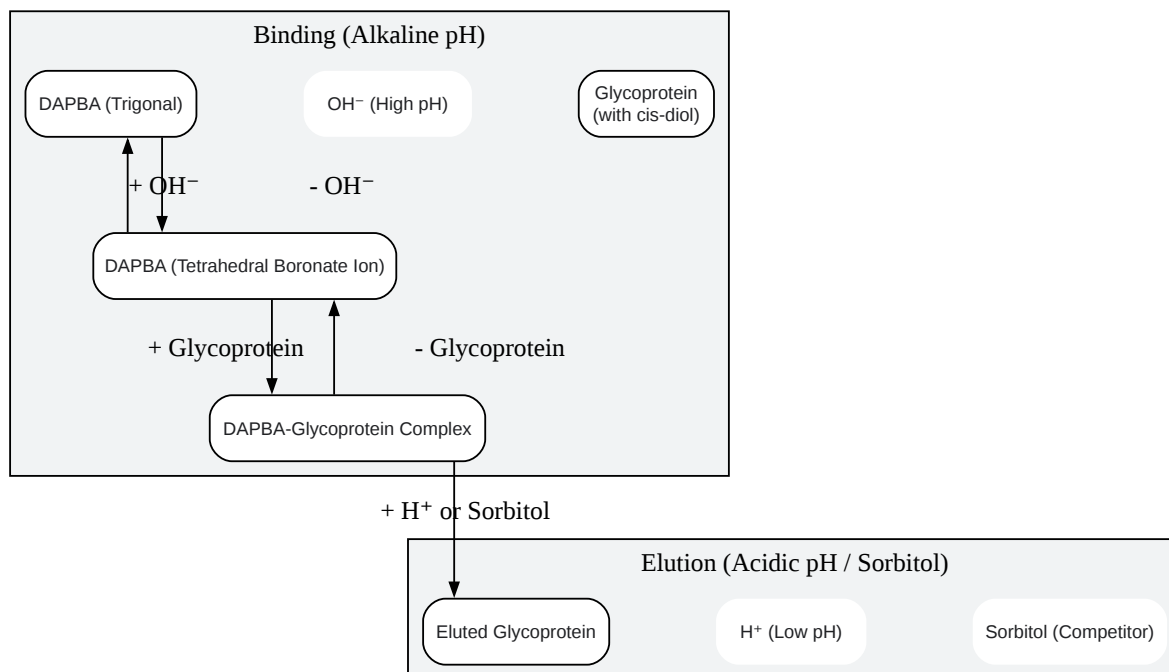 Binding (Alkaline pH)
DAPBA (Trigonal)
OH⁻ (High pH)
Glycoprotein
(with cis-diol)
+ OH⁻
- OH⁻
DAPBA (Tetrahedral Boronate Ion)
+ Glycoprotein
- Glycoprotein
DAPBA-Glycoprotein Complex
+ H⁺ or Sorbitol
Elution (Acidic pH / Sorbitol)
Eluted Glycoprotein
H⁺ (Low pH)
Sorbitol (Competitor)